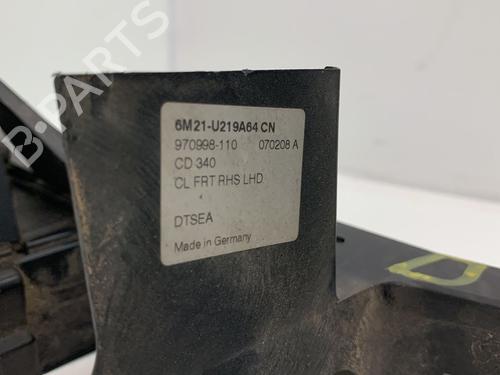 B-PARTS
6M21-U219A64 CN
970998-110 070208 A
CD 340
CL FRT RHS LHD
DTSEA
Made in Germany